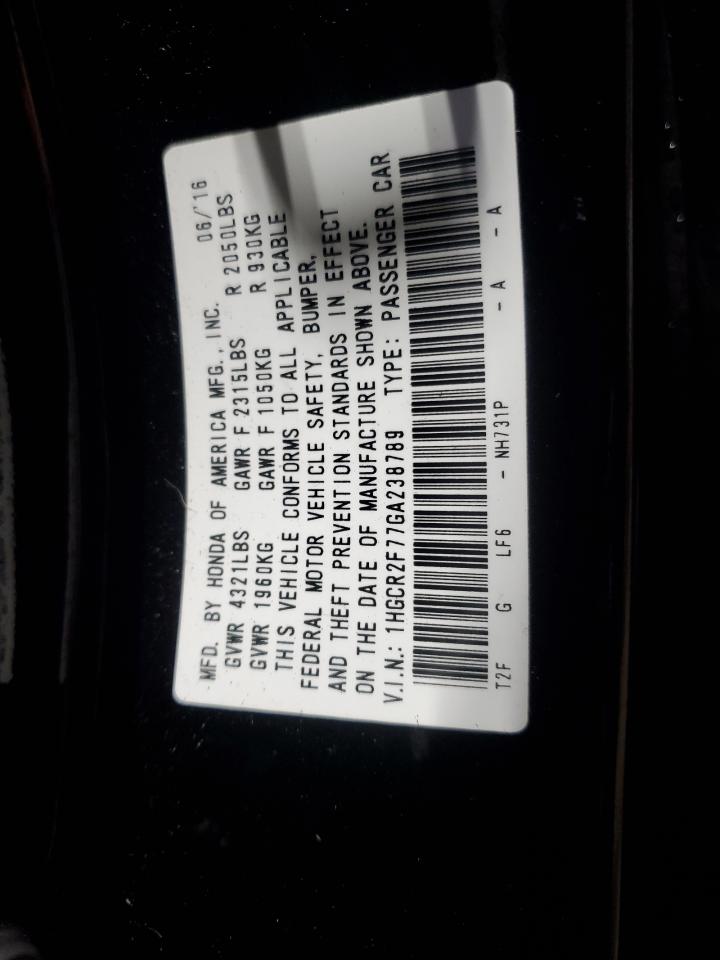 MFD. BY HONDA OF AMERICA MFG., INC. 06/'16
GVWR 4321LBS GAWR F 2315LBS R 2050LBS
GVWR 1960KG GAWR F 1050KG R 930KG
THIS VEHICLE CONFORMS TO ALL APPLICABLE
FEDERAL MOTOR VEHICLE SAFETY, BUMPER,
AND THEFT PREVENTION STANDARDS IN EFFECT
ON THE DATE OF MANUFACTURE SHOWN ABOVE.
V.I.N.: 1HGCR2F77GA238789 TYPE: PASSENGER CAR
T2F G LF6 - NH731P - A - A